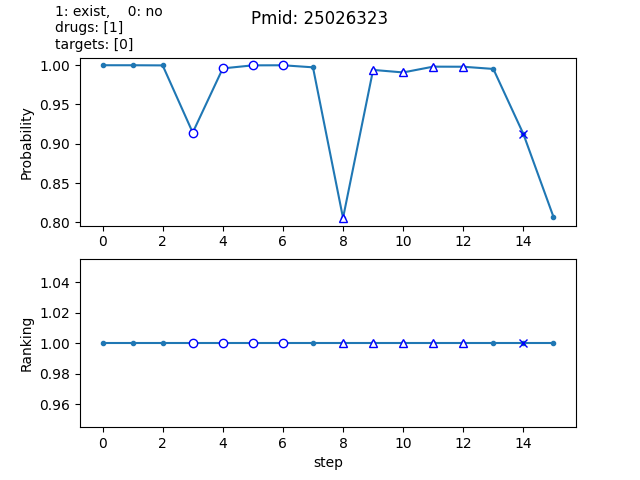 1: exist,    0: no
drugs: [1]
targets: [0]
Pmid: 25026323
1.00
0.95
0.90
0.85
0.80
Probability
0 2 4 6 8 10 12 14
1.04
1.02
1.00
0.98
0.96
Ranking
0 2 4 6 8 10 12 14
step